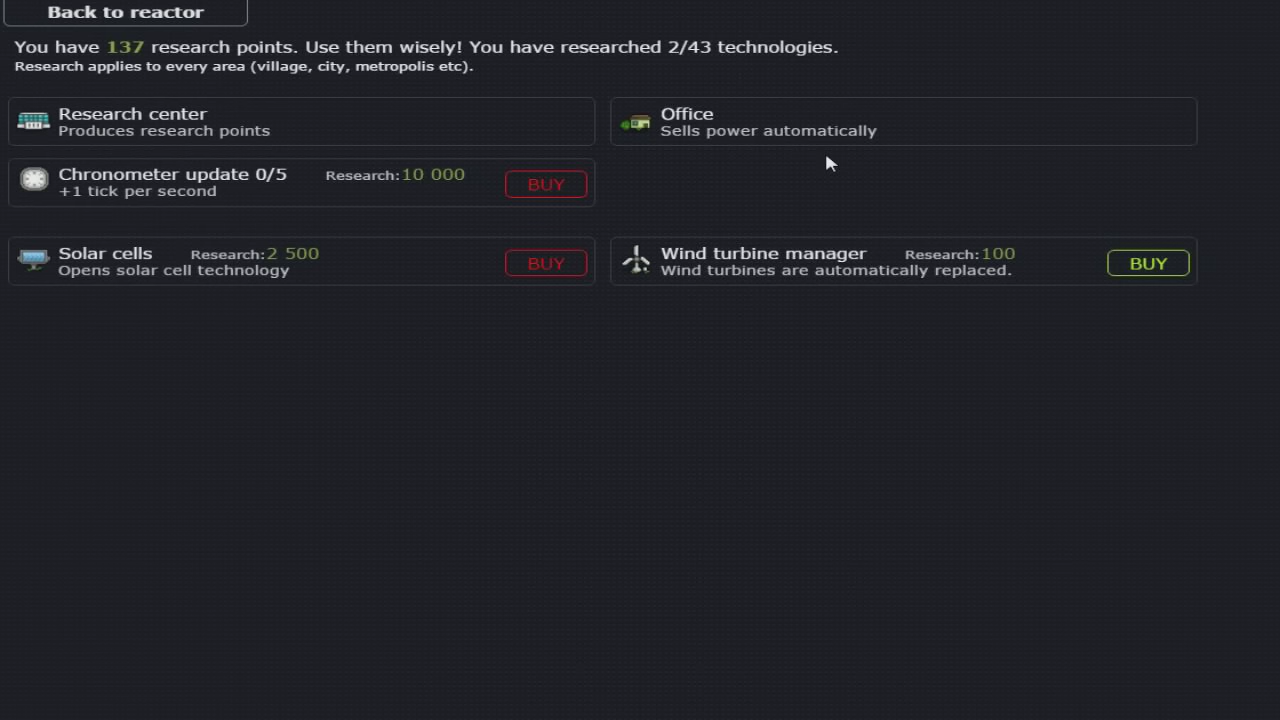 Back to reactor
You have 137 research points. Use them wisely! You have researched 2/43 technologies.
Research applies to every area (village, city, metropolis etc).
Research center
Produces research points
Office
Sells power automatically
Chronometer update 0/5 Research:10 000
+1 tick per second
BUY
Solar cells Research:2 500
Opens solar cell technology
BUY
Wind turbine manager Research:100
Wind turbines are automatically replaced.
BUY